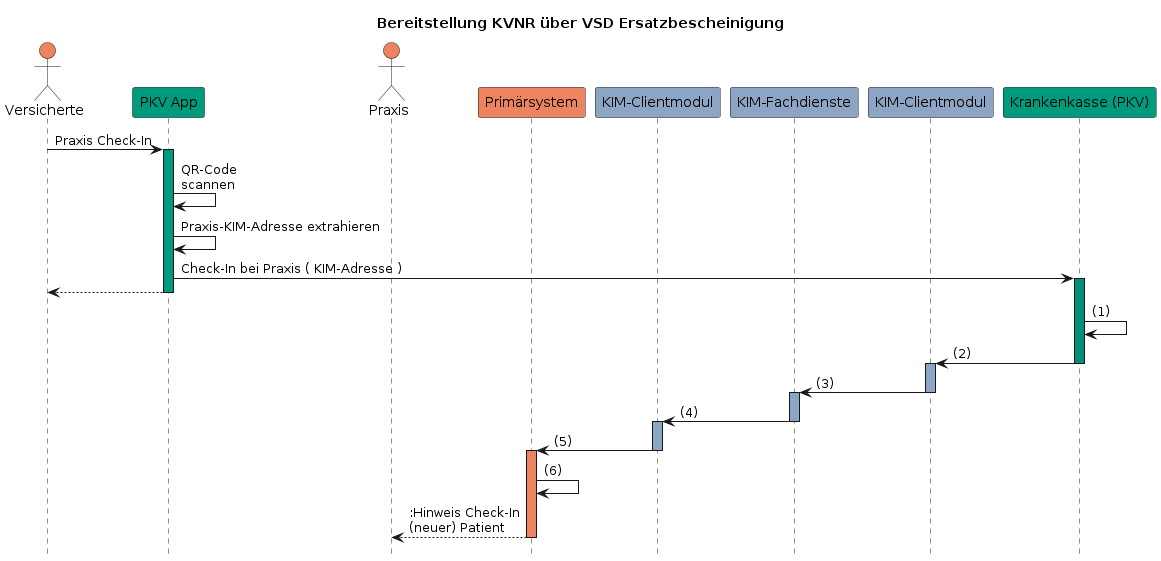 Bereitstellung KVNR über VSD Ersatzbescheinigung
Versicherte
PKV App
Praxis
Primärsystem
KIM-Clientmodul
KIM-Fachdienste
KIM-Clientmodul
Krankenkasse (PKV)
Praxis Check-In
QR-Code
scannen
Praxis-KIM-Adresse extrahieren
Check-In bei Praxis ( KIM-Adresse )
(1)
(2)
(3)
(4)
(5)
(6)
:Hinweis Check-In
(neuer) Patient